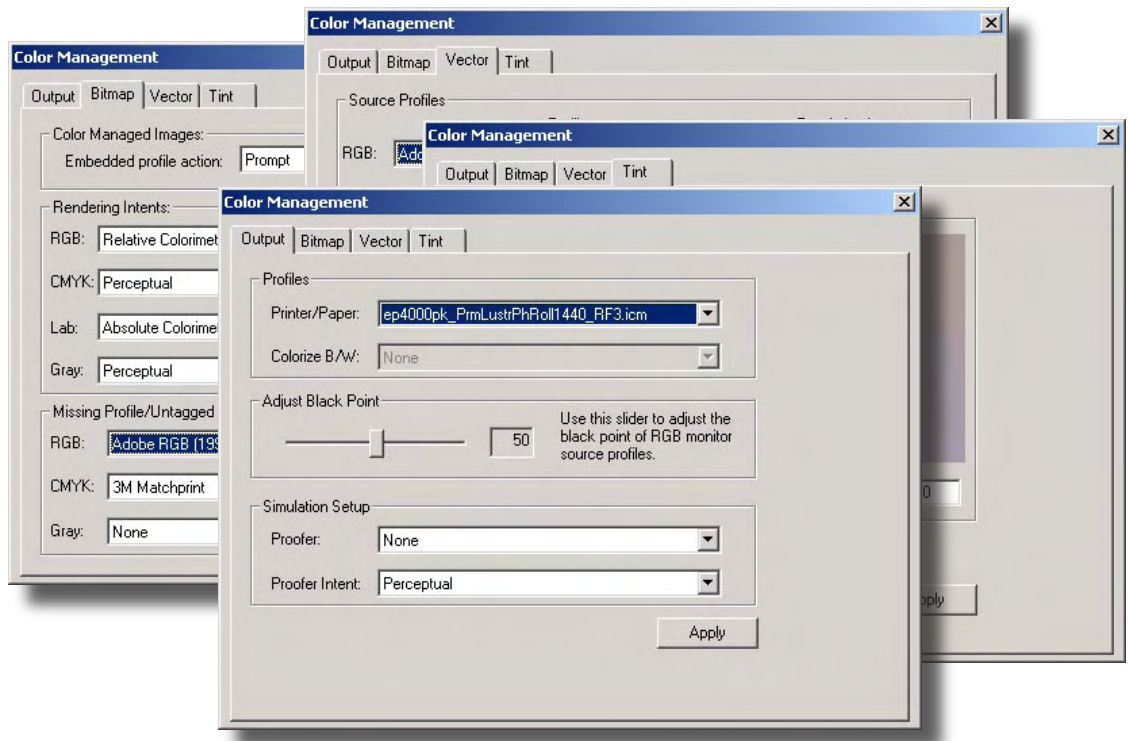 Color Management
Output Bitmap Vector Tint
Color Managed Images:
Embedded profile action: Prompt
Rendering Intents:
RGB: Relative Colorimet
CMYK: Perceptual
Lab: Absolute Colorimet
Gray: Perceptual
Missing Profile/Untagged
RGB: Adobe RGB (199
CMYK: 3M Matchprint
Gray: None
Color Management
Output Bitmap Vector Tint
Source Profiles
RGB: Ado
Color Management
Output Bitmap Vector Tint
0
pply
Color Management
Output Bitmap Vector Tint
Profiles
Printer/Paper: ep4000pk_PrmLustrPhRoll1440_RF3.icm
Colorize B/W: None
Adjust Black Point
50
Use this slider to adjust the
black point of RGB monitor
source profiles.
Simulation Setup
Proofer: None
Proofer Intent: Perceptual
Apply